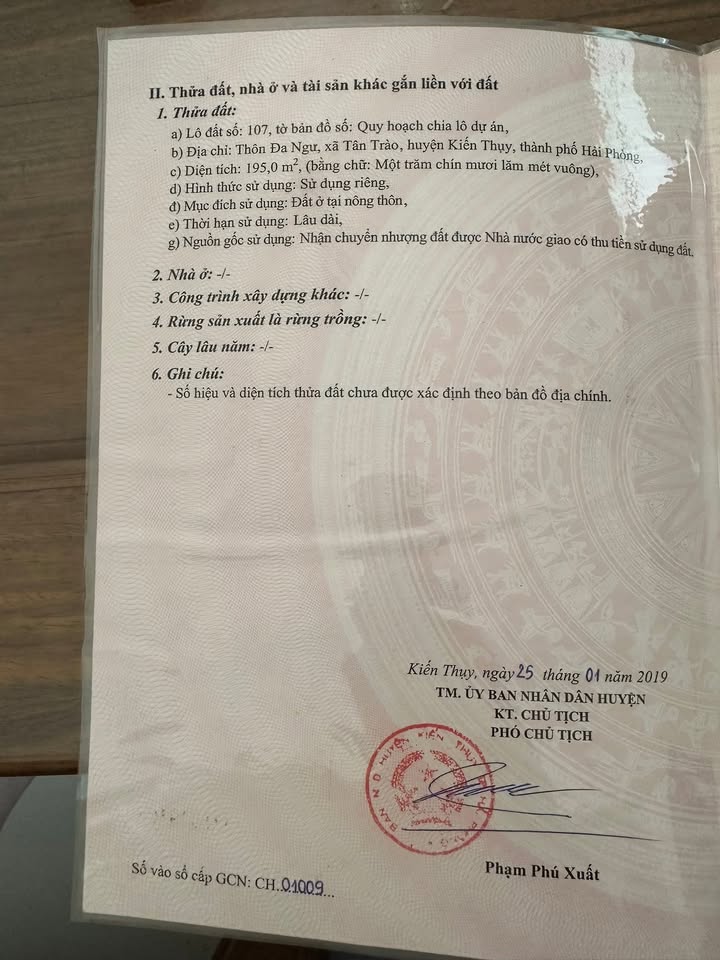 II. Thửa đất, nhà ở và tài sản khác gắn liền với đất
1. Thửa đất:
a) Lô đất số: 107, tờ bản đồ số: Quy hoạch chia lô dự án,
b) Địa chỉ: Thôn Đa Ngư, xã Tân Trào, huyện Kiến Thụy, thành phố Hải Phòng,
c) Diện tích: 195,0 m², (bằng chữ: Một trăm chín mươi lăm mét vuông),
d) Hình thức sử dụng: Sử dụng riêng,
đ) Mục đích sử dụng: Đất ở tại nông thôn,
e) Thời hạn sử dụng: Lâu dài,
g) Nguồn gốc sử dụng: Nhận chuyển nhượng đất được Nhà nước giao có thu tiền sử dụng đất.
2. Nhà ở: -/-
3. Công trình xây dựng khác: -/-
4. Rừng sản xuất là rừng trồng: -/-
5. Cây lâu năm: -/-
6. Ghi chú:
- Số hiệu và diện tích thửa đất chưa được xác định theo bản đồ địa chính.
Kiến Thụy, ngày 25 tháng 01 năm 2019
TM. ỦY BAN NHÂN DÂN HUYỆN
KT. CHỦ TỊCH
PHÓ CHỦ TỊCH
BAN N D HUYỆN KIẾN THỤY
Phạm Phú Xuất
Số vào sổ cấp GCN: CH..01009...